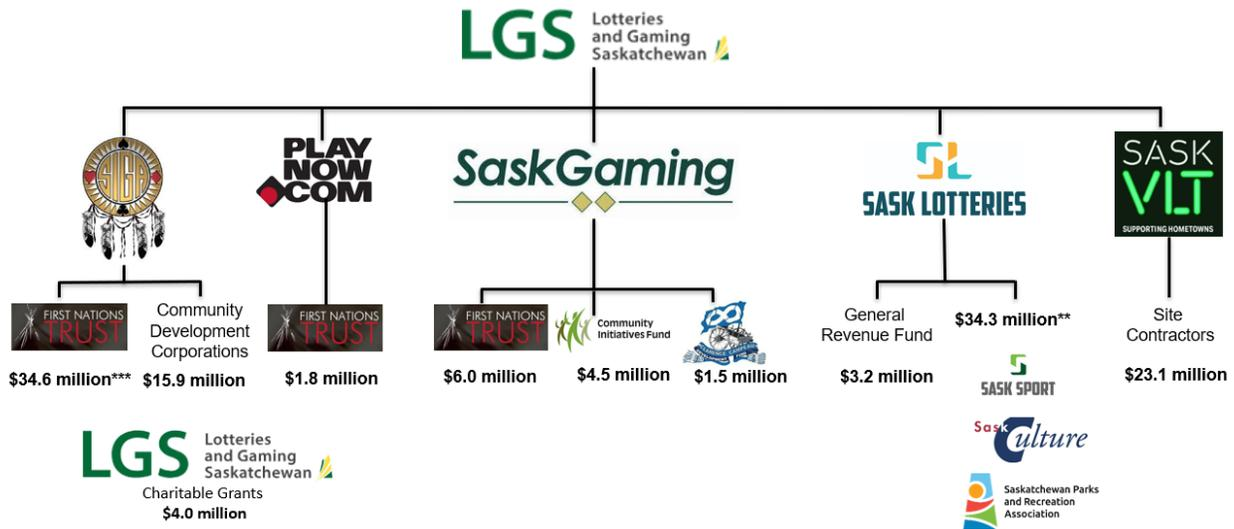 LGS
Lotteries
and Gaming
Saskatchewan
SIGA
PLAY
NOW
COM
SaskGaming
SL
SASK LOTTERIES
SASK
VLT
SUPPORTING HOMETOWNS
FIRST NATIONS
TRUST
$34.6 million***
Community
Development
Corporations
$15.9 million
FIRST NATIONS
TRUST
$1.8 million
FIRST NATIONS
TRUST
$6.0 million
Community
Initiatives Fund
$4.5 million
$1.5 million
General
Revenue Fund
$3.2 million
$34.3 million**
SASK SPORT
SaskCulture
Saskatchewan Parks
and Recreation
Association
Site
Contractors
$23.1 million
LGS
Lotteries
and Gaming
Saskatchewan
Charitable Grants
$4.0 million